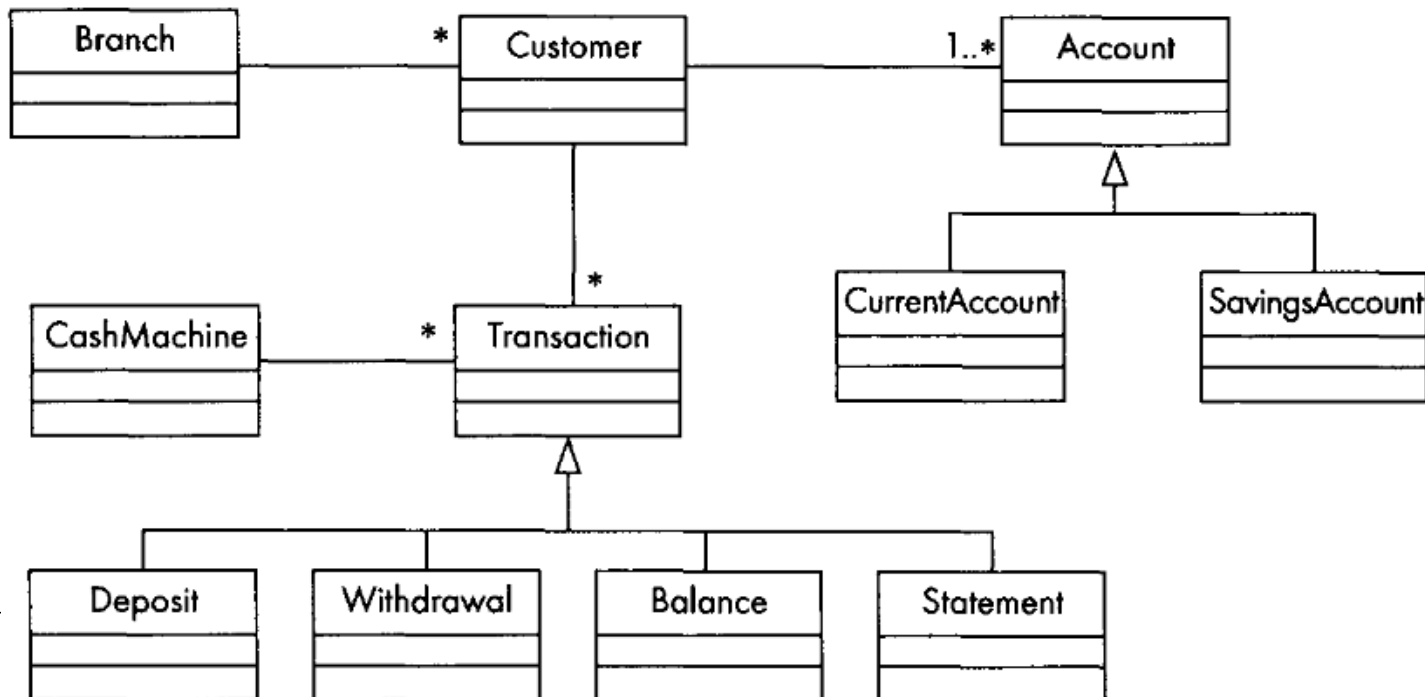 Branch
*
Customer
1..*
Account
*
CurrentAccount
SavingsAccount
CashMachine
*
Transaction
Deposit
Withdrawal
Balance
Statement